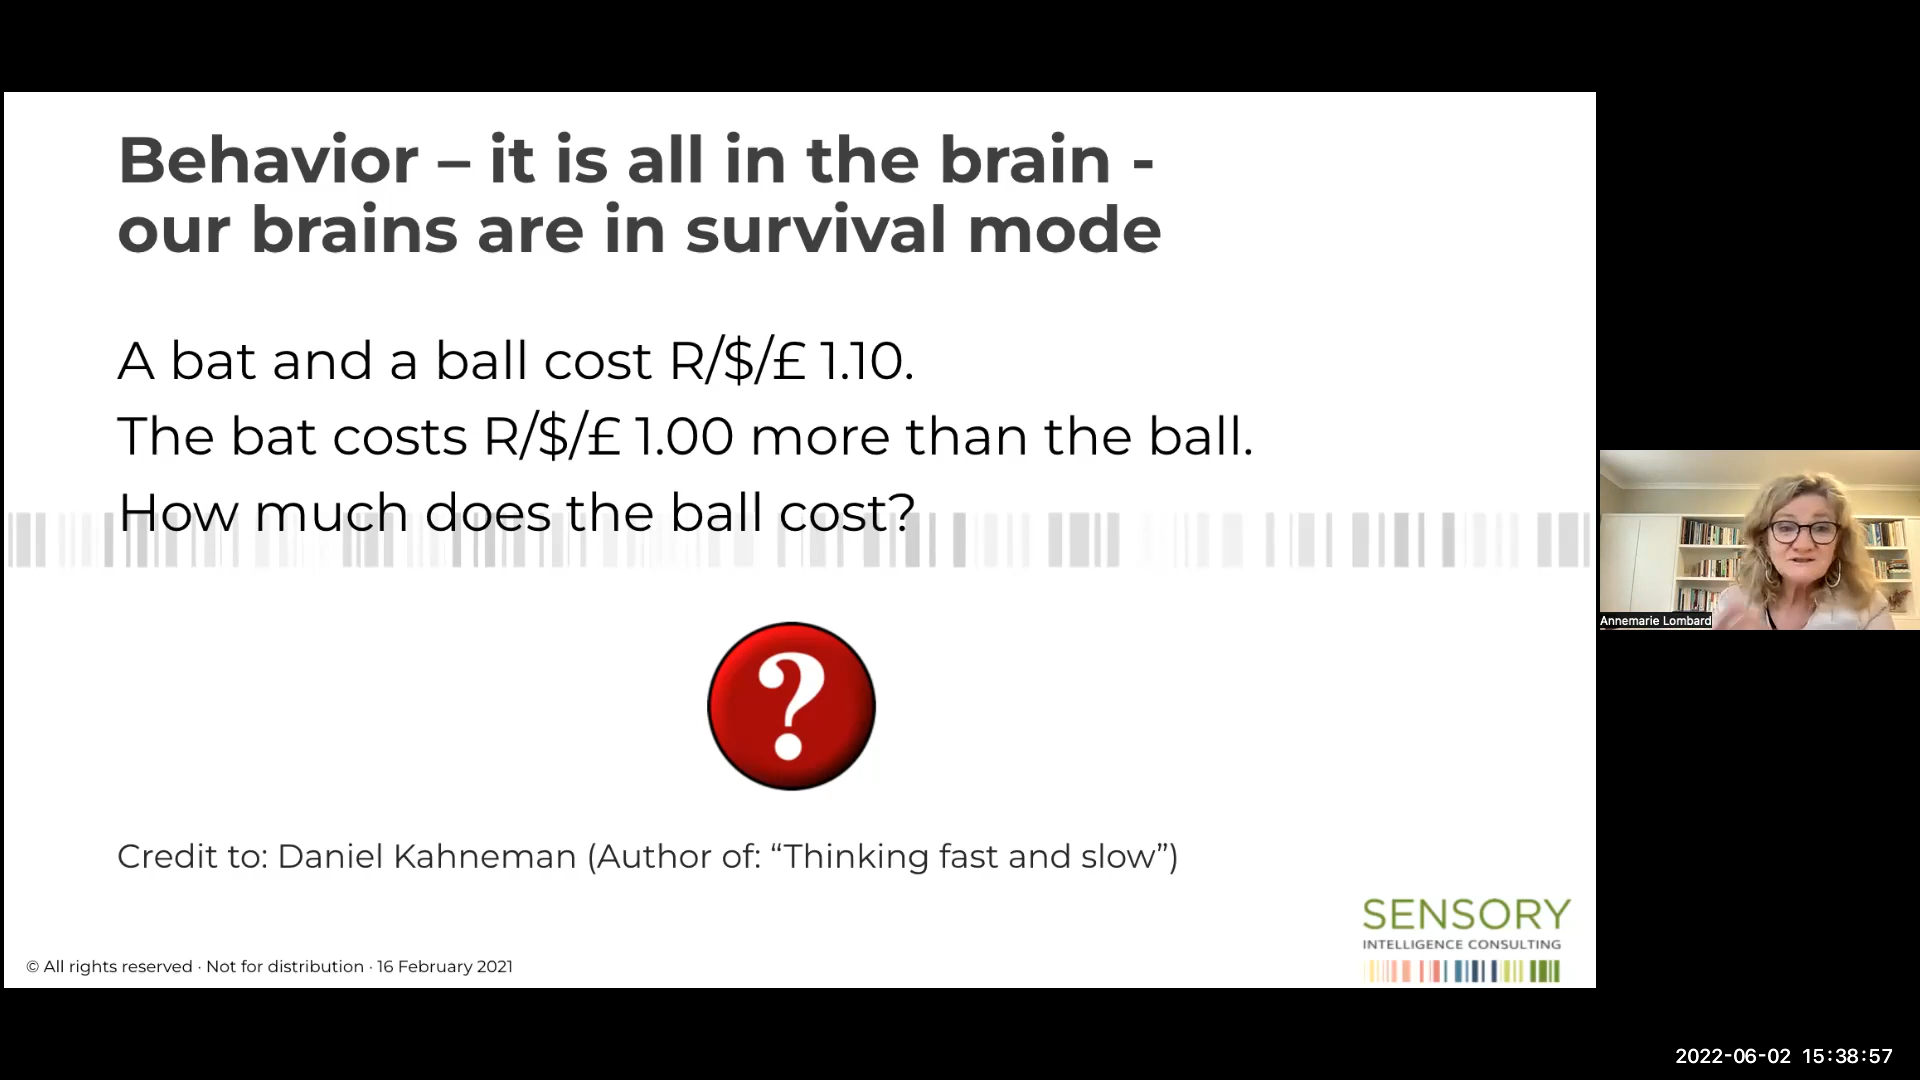 Behavior – it is all in the brain -
our brains are in survival mode
A bat and a ball cost R/$/£ 1.10.
The bat costs R/$/£ 1.00 more than the ball.
How much does the ball cost?
?
Credit to: Daniel Kahneman (Author of: “Thinking fast and slow”)
SENSORY
INTELLIGENCE CONSULTING
© All rights reserved · Not for distribution · 16 February 2021
Annemarie Lombard
2022-06-02 15:38:57